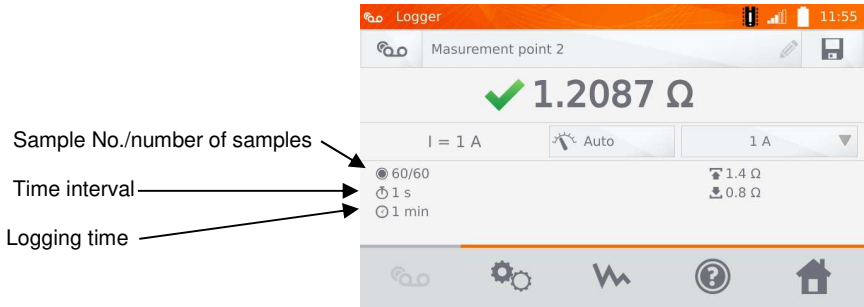 Logger 11:55
Masurement point 2
1.2087 Ω
I = 1 A Auto 1 A
Sample No./number of samples
60/60 1.4 Ω
Time interval
1 s 0.8 Ω
1 min
Logging time